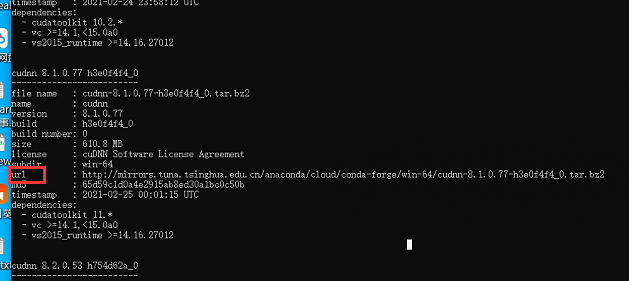 timestamp : 2021-02-24 23:58:12 UTC
dependencies:
- cudatoolkit 10.2.*
- vc >=14.1,<15.0a0
- vs2015_runtime >=14.16.27012
cudnn 8.1.0.77 h3e0f4f4_0
-------------------------
file name : cudnn-8.1.0.77-h3e0f4f4_0.tar.bz2
name : cudnn
version : 8.1.0.77
build : h3e0f4f4_0
build number: 0
size : 610.8 MB
license : cuDNN Software License Agreement
subdir : win-64
url : http://mirrors.tuna.tsinghua.edu.cn/anaconda/cloud/conda-forge/win-64/cudnn-8.1.0.77-h3e0f4f4_0.tar.bz2
md5 : 65d59c1d0a4e2915ab8ed30a1bc0c50b
timestamp : 2021-02-25 00:01:15 UTC
dependencies:
- cudatoolkit 11.*
- vc >=14.1,<15.0a0
- vs2015_runtime >=14.16.27012
cudnn 8.2.0.53 h754d62a_0
-------------------------